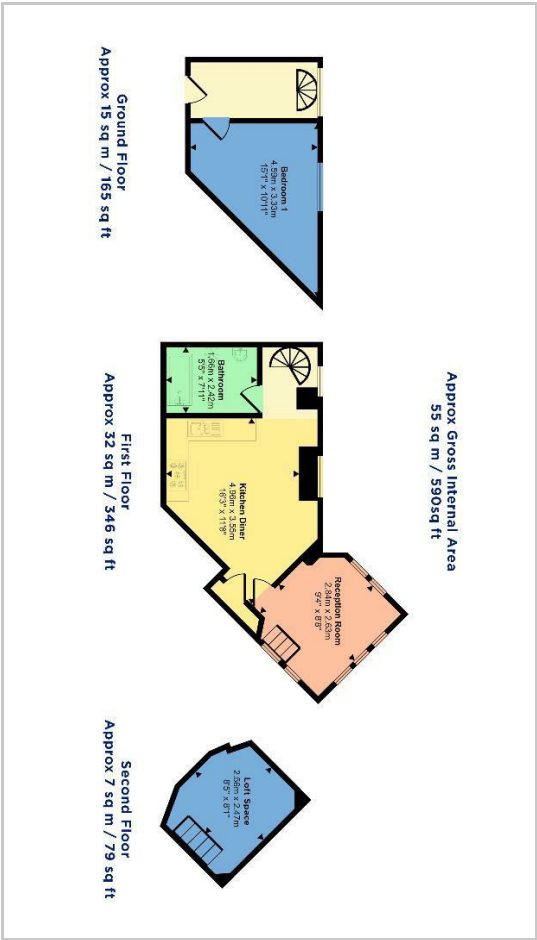 Approx Gross Internal Area
55 sq m / 590sq ft
Bedroom 1
4.59m x 3.33m
15'1" x 10'11"
Ground Floor
Approx 15 sq m / 165 sq ft
Bathroom
1.66m x 2.42m
5'5" x 7'11"
Kitchen Diner
4.96m x 3.55m
16'3" x 11'8"
Reception Room
2.84m x 2.63m
9'4" x 8'8"
First Floor
Approx 32 sq m / 346 sq ft
Loft Space
2.56m x 2.47m
8'5" x 8'1"
Second Floor
Approx 7 sq m / 79 sq ft